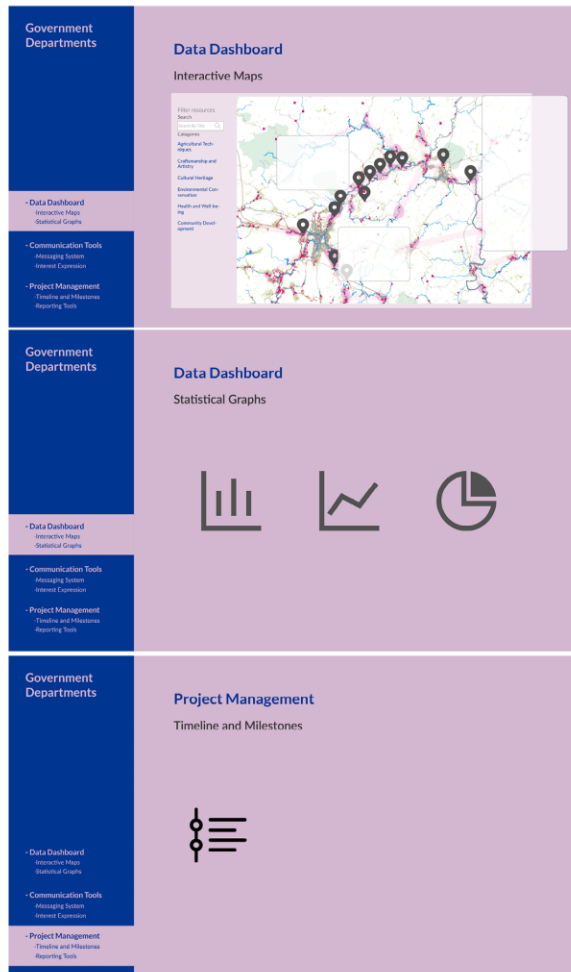 Government
Departments
Data Dashboard
Interactive Maps
Filter resources
Search
Search By Title
Categories
Agricultural Tech-
niques
Craftmanship and
Artistry
Cultural Heritage
Environmental Con-
servation
Health and Well-be-
ing
Community Devel-
opment
- Data Dashboard
-Interactive Maps
-Statistical Graphs
- Communication Tools
-Messaging System
-Interest Expression
- Project Management
-Timeline and Milestones
-Reporting Tools
Government
Departments
Data Dashboard
Statistical Graphs
- Data Dashboard
-Interactive Maps
-Statistical Graphs
- Communication Tools
-Messaging System
-Interest Expression
- Project Management
-Timeline and Milestones
-Reporting Tools
Government
Departments
Project Management
Timeline and Milestones
- Data Dashboard
-Interactive Maps
-Statistical Graphs
- Communication Tools
-Messaging System
-Interest Expression
- Project Management
-Timeline and Milestones
-Reporting Tools